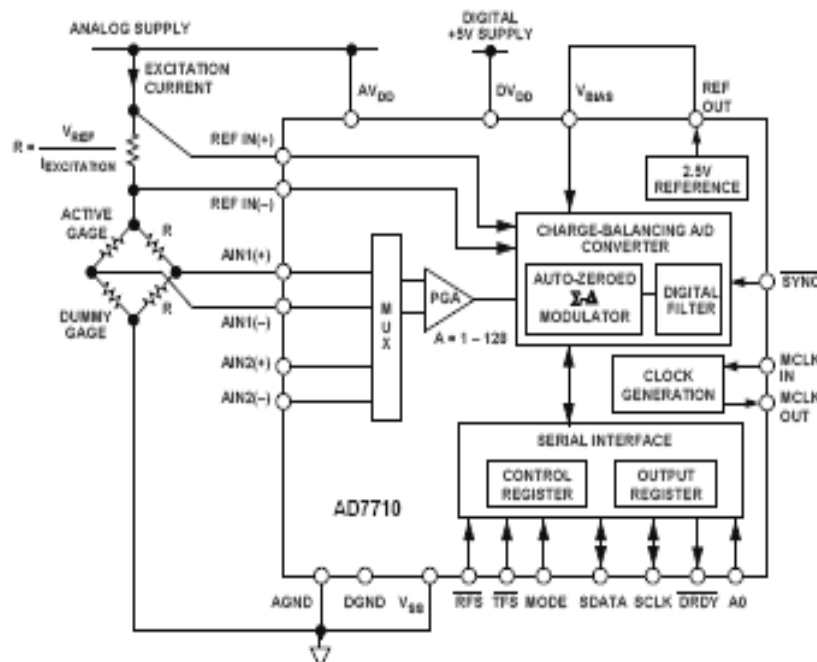 ANALOG SUPPLY
DIGITAL
+5V SUPPLY
EXCITATION
CURRENT
AVDD
DVDD
VBIAS
REF
OUT
R = VREF
IEXCITATION
REF IN(+)
2.5V
REFERENCE
REF IN(–)
ACTIVE
GAGE
R
CHARGE-BALANCING A/D
CONVERTER
AIN1(+)
AUTO-ZEROED
Σ-Δ
MODULATOR
DIGITAL
FILTER
SYNC
MUX
PGA
DUMMY
GAGE
R
AIN1(–)
A = 1 – 128
AIN2(+)
CLOCK
GENERATION
MCLK
IN
AIN2(–)
MCLK
OUT
SERIAL INTERFACE
CONTROL
REGISTER
OUTPUT
REGISTER
AD7710
AGND
DGND
VSS
RFS
TFS
MODE
SDATA
SCLK
DRDY
A0